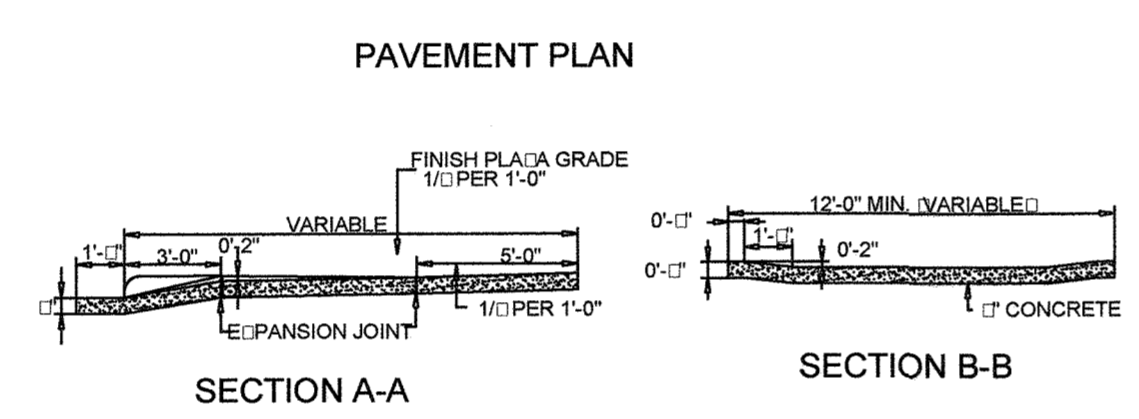 PAVEMENT PLAN
FINISH PLA□A GRADE
1/□ PER 1'-0"
VARIABLE
1'-□"
3'-0"
0'-2"
5'-0"
□"
1/□ PER 1'-0"
E□PANSION JOINT
SECTION A-A
12'-0" MIN. □VARIABLE□
0'-□"
1'-□"
0'-2"
0'-□"
□" CONCRETE
SECTION B-B